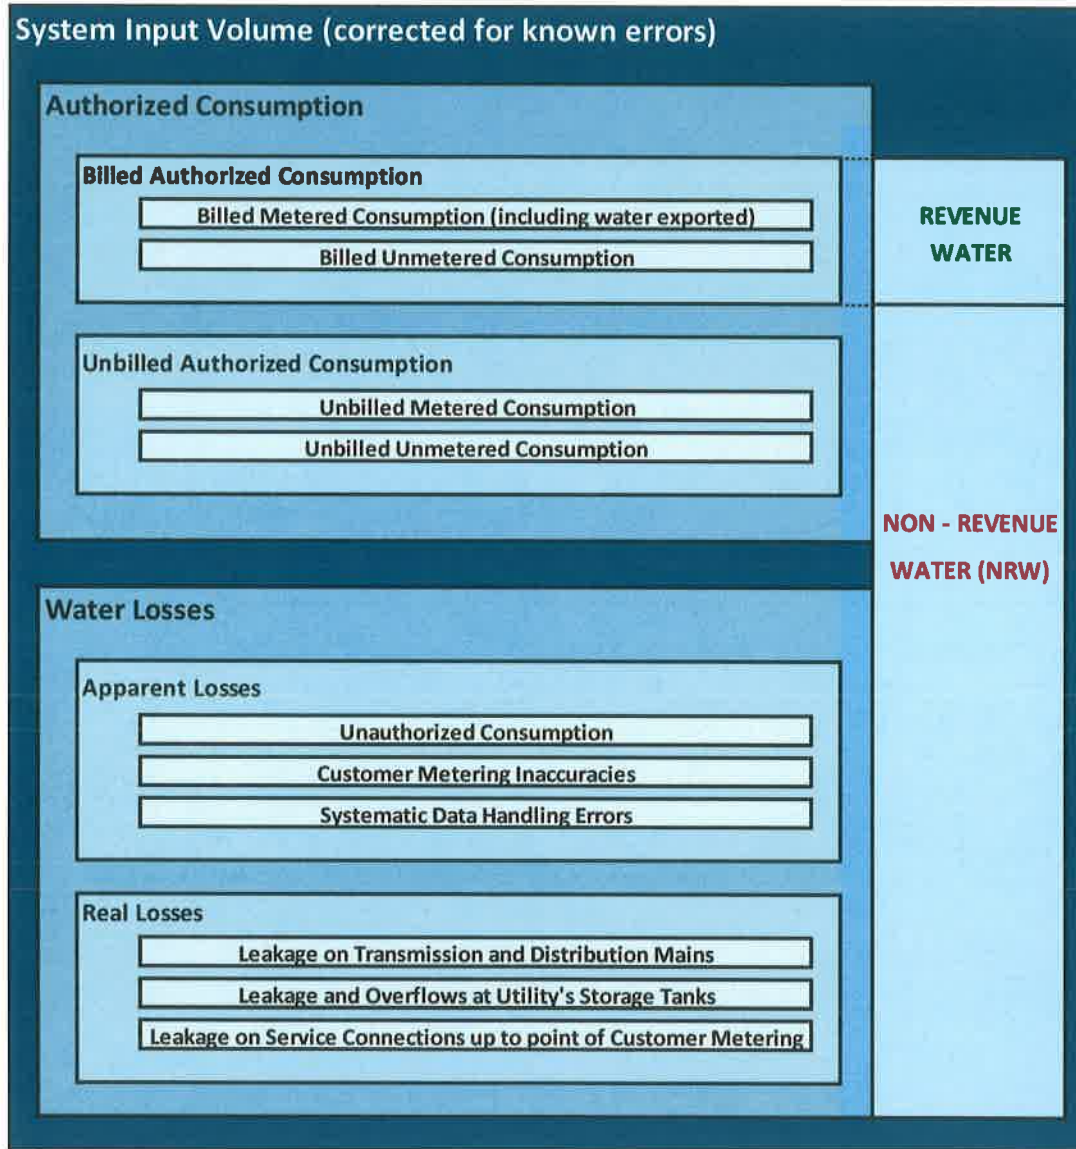 System Input Volume (corrected for known errors)
Authorized Consumption
Billed Authorized Consumption
Billed Metered Consumption (including water exported)
Billed Unmetered Consumption
REVENUE
WATER
Unbilled Authorized Consumption
Unbilled Metered Consumption
Unbilled Unmetered Consumption
NON - REVENUE
WATER (NRW)
Water Losses
Apparent Losses
Unauthorized Consumption
Customer Metering Inaccuracies
Systematic Data Handling Errors
Real Losses
Leakage on Transmission and Distribution Mains
Leakage and Overflows at Utility's Storage Tanks
Leakage on Service Connections up to point of Customer Metering